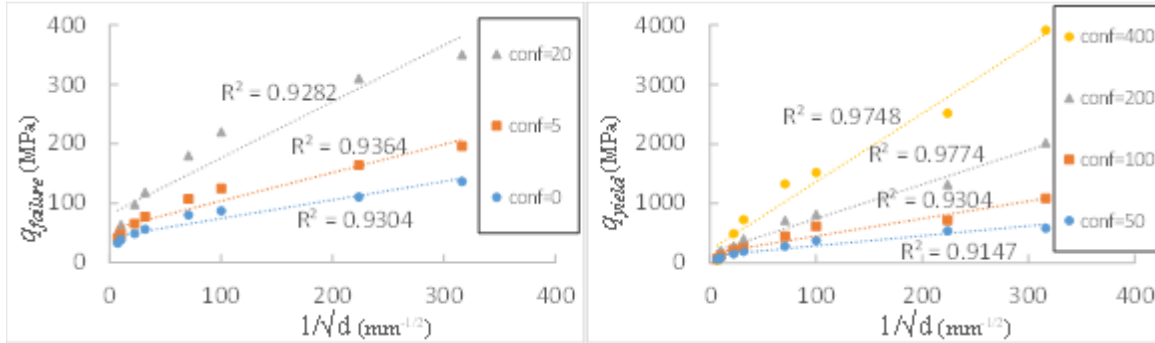 400
300
200
100
0
q failure (MPa)
0 100 200 300 400
1/√d (mm⁻¹/²)
R² = 0.9282
R² = 0.9364
R² = 0.9304
conf=20
conf=5
conf=0
4000
3000
2000
1000
0
q yield (MPa)
0 100 200 300 400
1/√d (mm⁻¹/²)
R² = 0.9748
R² = 0.9774
R² = 0.9304
R² = 0.9147
conf=400
conf=200
conf=100
conf=50